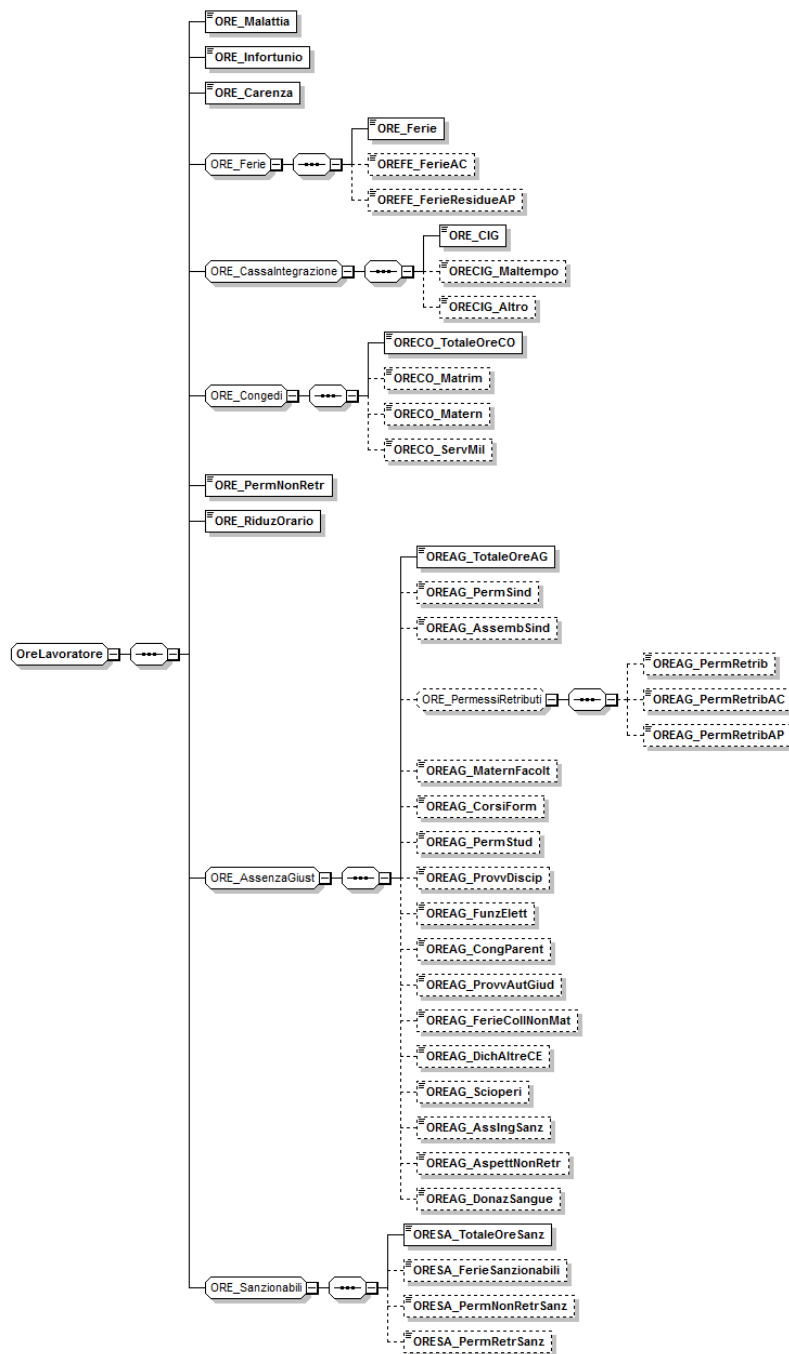 ORE_Malattia
ORE_Infortunio
ORE_Carenza
ORE_Ferie
ORE_Ferie
OREFE_FerieAC
OREFE_FerieResidueAP
ORE_CassaIntegrazione
ORE_CIG
ORECIG_Maltempo
ORECIG_Altro
ORE_Congedi
ORECO_TotaleOreCO
ORECO_Matrim
ORECO_Matern
ORECO_ServMil
ORE_PermNonRetr
ORE_RiduzOrario
OreLavoratore
ORE_AssenzaGiust
OREAG_TotaleOreAG
OREAG_PermSind
OREAG_AssembSind
ORE_PermessiRetributi
OREAG_PermRetrib
OREAG_PermRetribAC
OREAG_PermRetribAP
OREAG_MaternFacolt
OREAG_CorsiForm
OREAG_PermStud
OREAG_ProvvDiscip
OREAG_FunzElett
OREAG_CongParent
OREAG_ProvvAutGiud
OREAG_FerieCollNonMat
OREAG_DichAltreCE
OREAG_Scioperi
OREAG_AssIngSanz
OREAG_AspettNonRetr
OREAG_DonazSangue
ORE_Sanzionabili
ORESA_TotaleOreSanz
ORESA_FerieSanzionabili
ORESA_PermNonRetrSanz
ORESA_PermRetrSanz